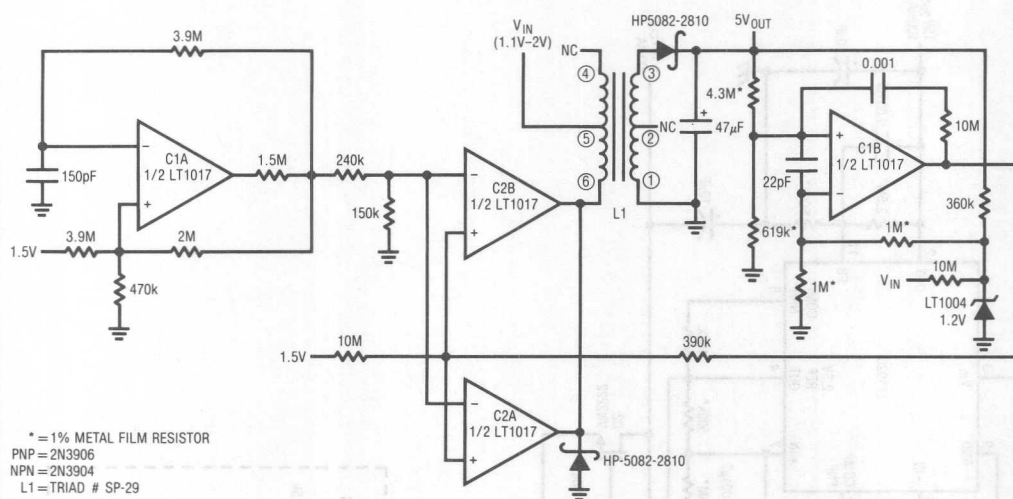 3.9M
150pF
C1A
1/2 LT1017
−
+
1.5M
240k
150k
1.5V
3.9M
2M
470k
VIN
(1.1V–2V)
NC
④
⑤
⑥
③
②
①
NC
L1
HP5082-2810
+
47µF
5VOUT
4.3M*
619k*
0.001
10M
22pF
C1B
1/2 LT1017
+
−
360k
1M*
1M*
VIN
10M
LT1004
1.2V
C2B
1/2 LT1017
−
+
1.5V
10M
390k
C2A
1/2 LT1017
−
+
HP-5082-2810
* = 1% METAL FILM RESISTOR
PNP = 2N3906
NPN = 2N3904
L1 = TRIAD # SP-29